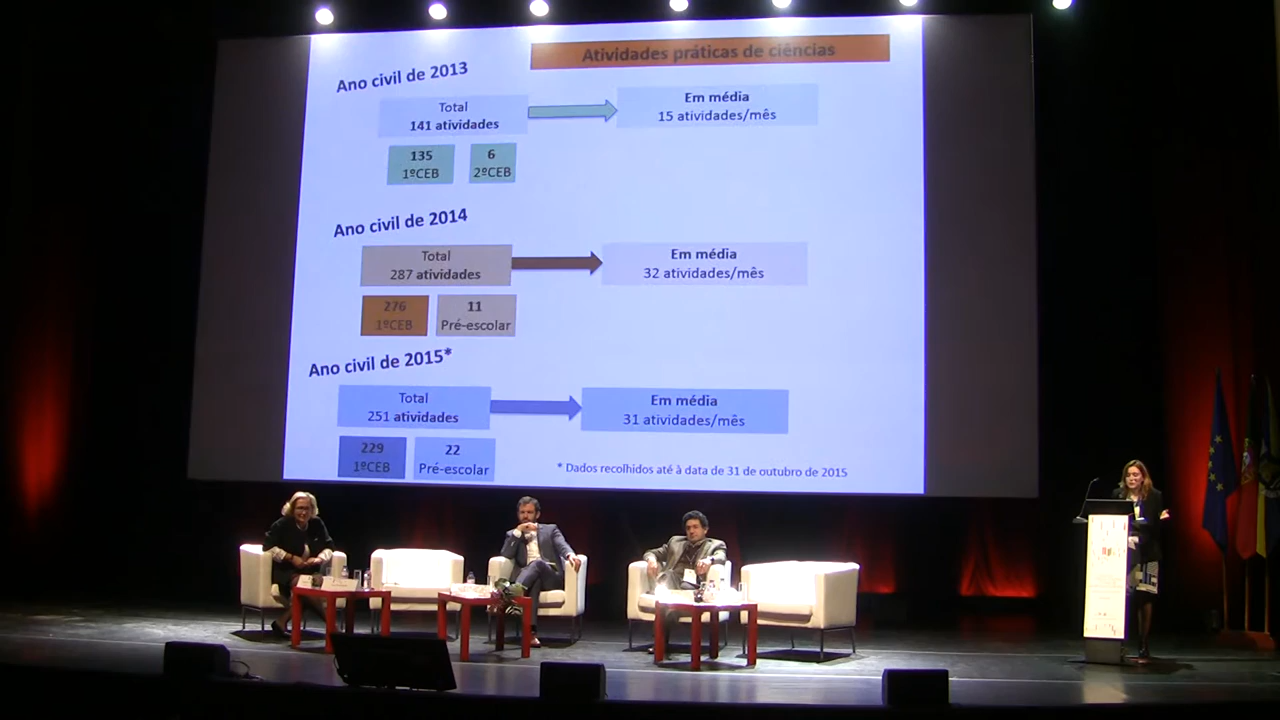 Atividades práticas de ciências
Ano civil de 2013
Total
141 atividades
Em média
15 atividades/mês
135
1ºCEB
6
2ºCEB
Ano civil de 2014
Total
287 atividades
Em média
32 atividades/mês
276
1ºCEB
11
Pré-escolar
Ano civil de 2015*
Total
251 atividades
Em média
31 atividades/mês
229
1ºCEB
22
Pré-escolar
* Dados recolhidos até à data de 31 de outubro de 2015